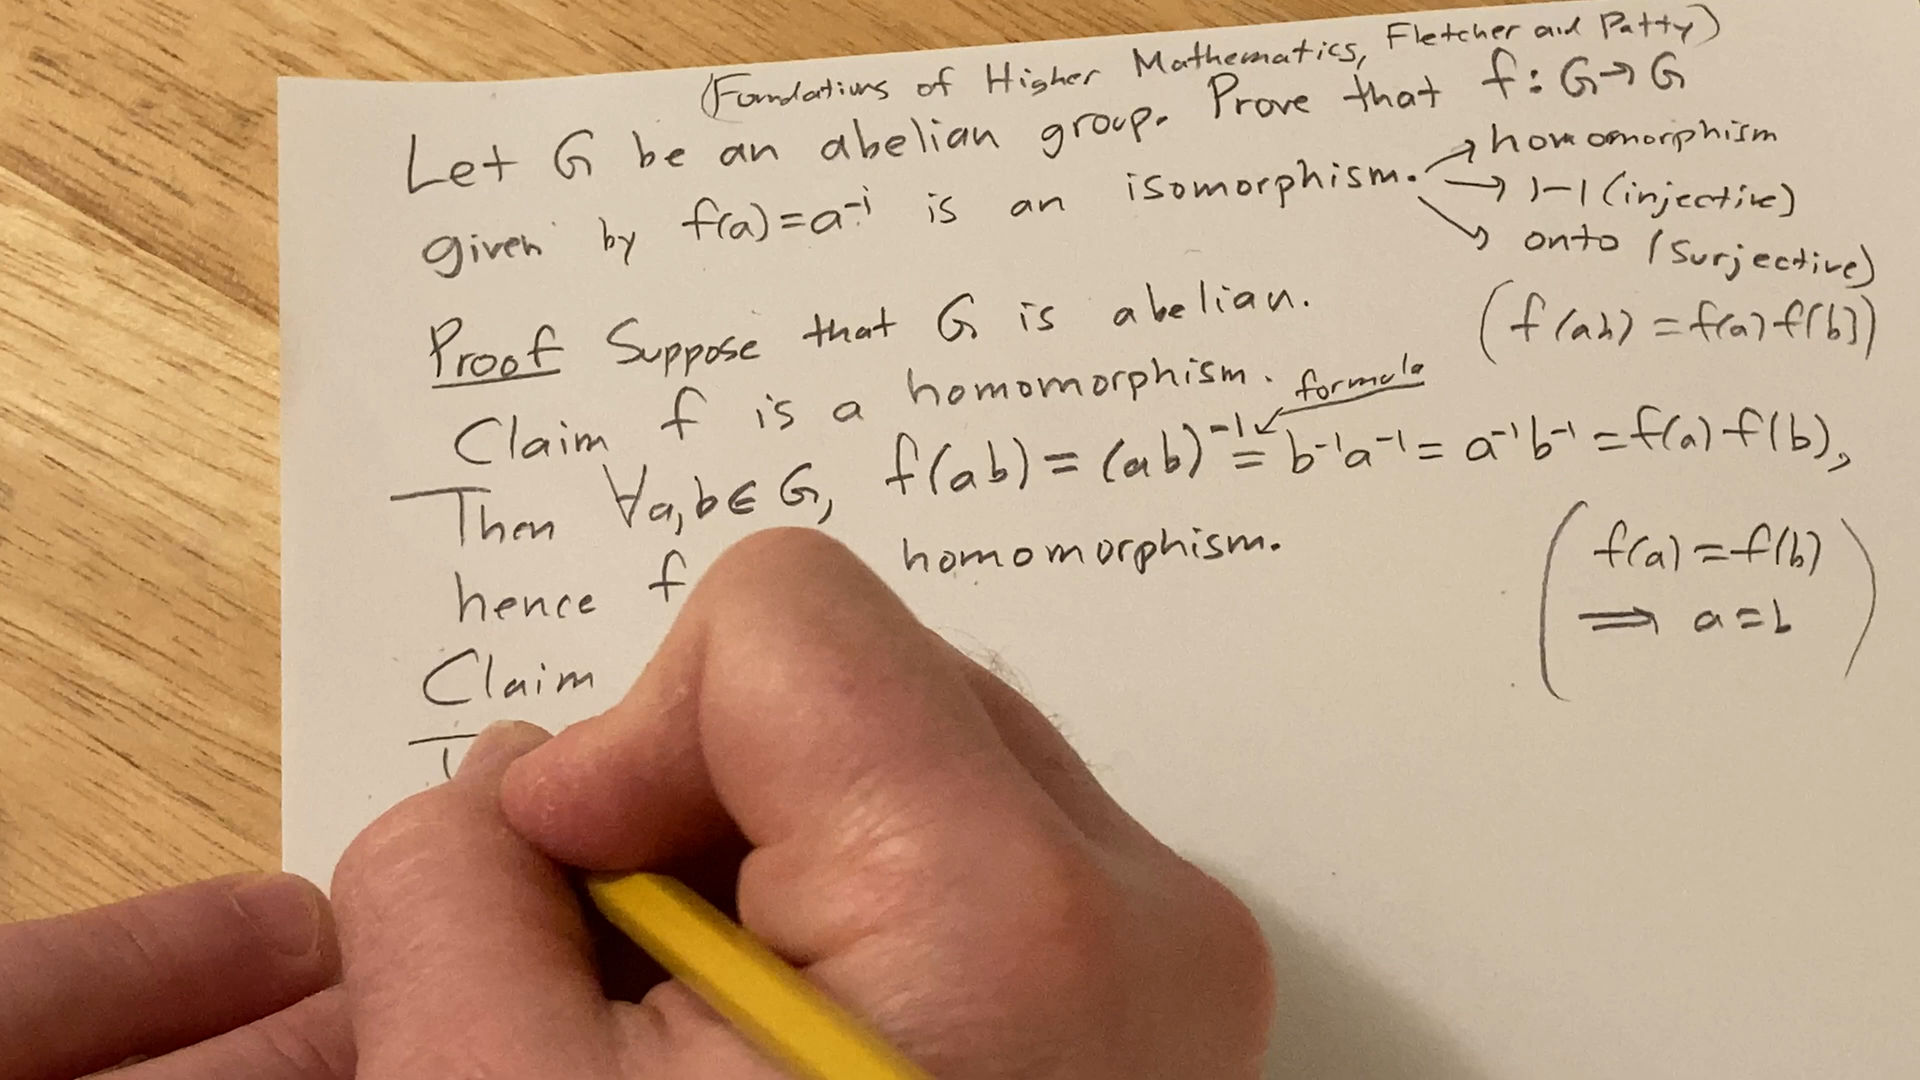 (Foundations of Higher Mathematics, Fletcher and Patty)
Let G be an abelian group. Prove that f: G→G
given by f(a)=a⁻¹ is an isomorphism. → homomorphism
→ 1-1 (injective)
→ onto (surjective)
Proof Suppose that G is abelian.
(f(ab) = f(a) f(b))
Claim f is a homomorphism. formula
Then ∀a,b∈G, f(ab) = (ab)⁻¹ = b⁻¹a⁻¹ = a⁻¹b⁻¹ = f(a) f(b),
hence f homomorphism.
(f(a) = f(b)
⟹ a=b)
Claim